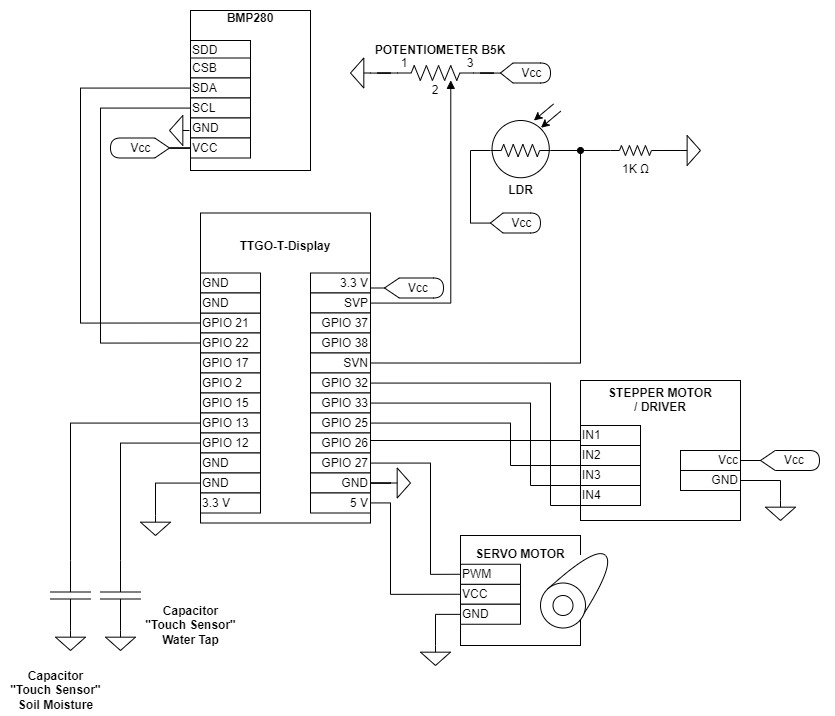 BMP280
SDD
CSB
SDA
SCL
GND
VCC
Vcc
POTENTIOMETER B5K
1
3
2
Vcc
LDR
1K Ω
Vcc
TTGO-T-Display
GND
GND
GPIO 21
GPIO 22
GPIO 17
GPIO 2
GPIO 15
GPIO 13
GPIO 12
GND
GND
3.3 V
3.3 V
SVP
GPIO 37
GPIO 38
SVN
GPIO 32
GPIO 33
GPIO 25
GPIO 26
GPIO 27
GND
5 V
Vcc
STEPPER MOTOR
/ DRIVER
IN1
IN2
IN3
IN4
Vcc
GND
Vcc
SERVO MOTOR
PWM
VCC
GND
Capacitor
"Touch Sensor"
Water Tap
Capacitor
"Touch Sensor"
Soil Moisture